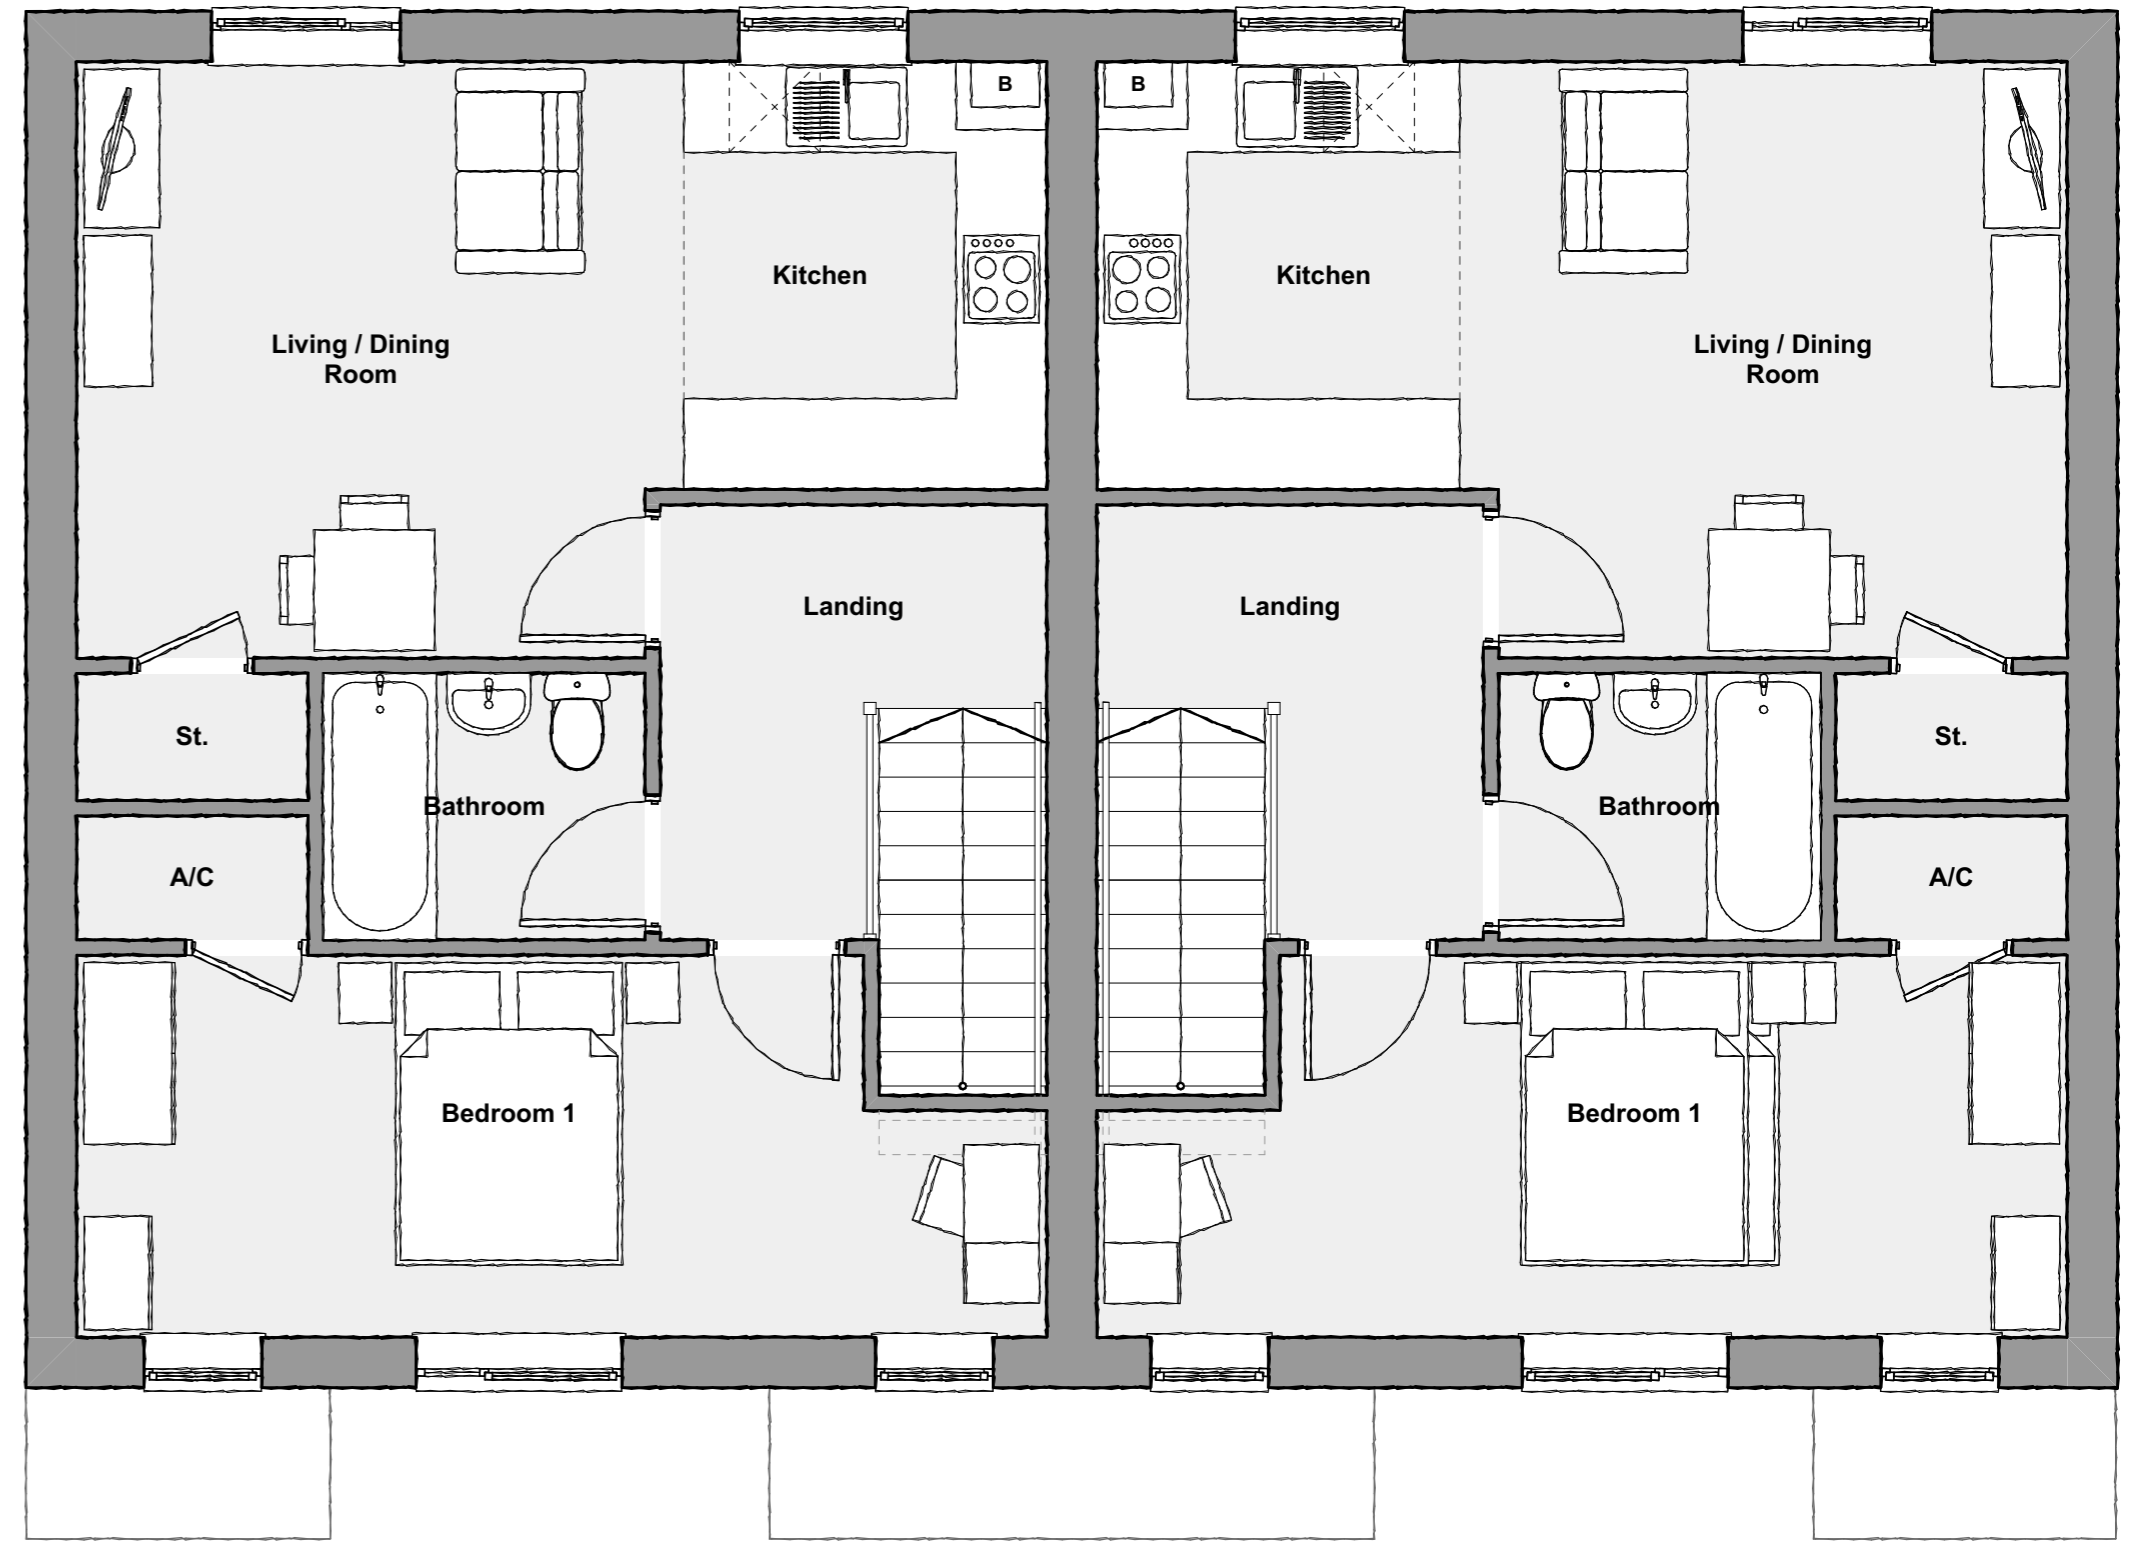 B
B
Kitchen
Kitchen
Living / Dining
Room
Living / Dining
Room
Landing
Landing
St.
St.
Bathroom
Bathroom
A/C
A/C
Bedroom 1
Bedroom 1